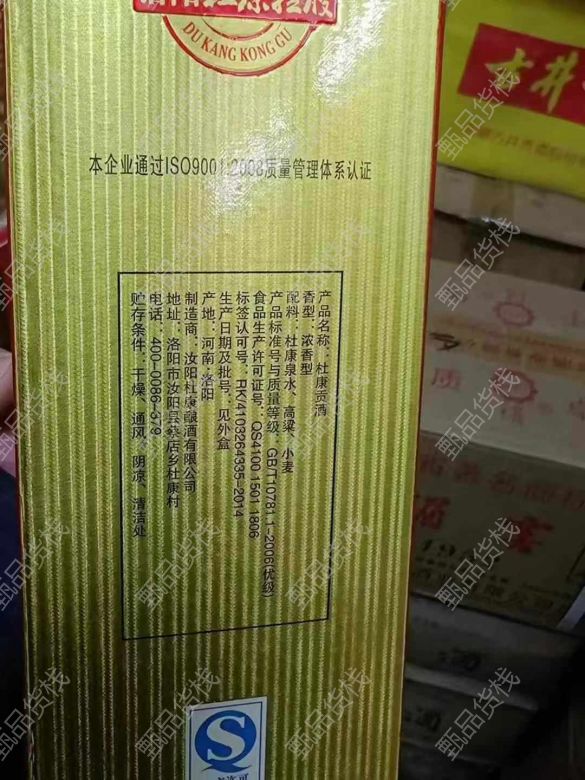 DU KANG KONG GU
本企业通过ISO9001:2008质量管理体系认证
产品名称：杜康贡酒
香型：浓香型
配料：杜康泉水、高粱、小麦
产品标准号与质量等级：GB/T10781.1-2006(优级)
食品生产许可证号：QS4100 1501 1806
标签认可号：RK/4103264335-2014
生产日期及批号：见外盒
产地：河南·洛阳
制造商：汝阳杜康酿酒有限公司
地址：洛阳市汝阳县蔡店乡杜康村
电话：400-0086-379
贮存条件：干燥、通风、阴凉、清洁处
甄品货栈